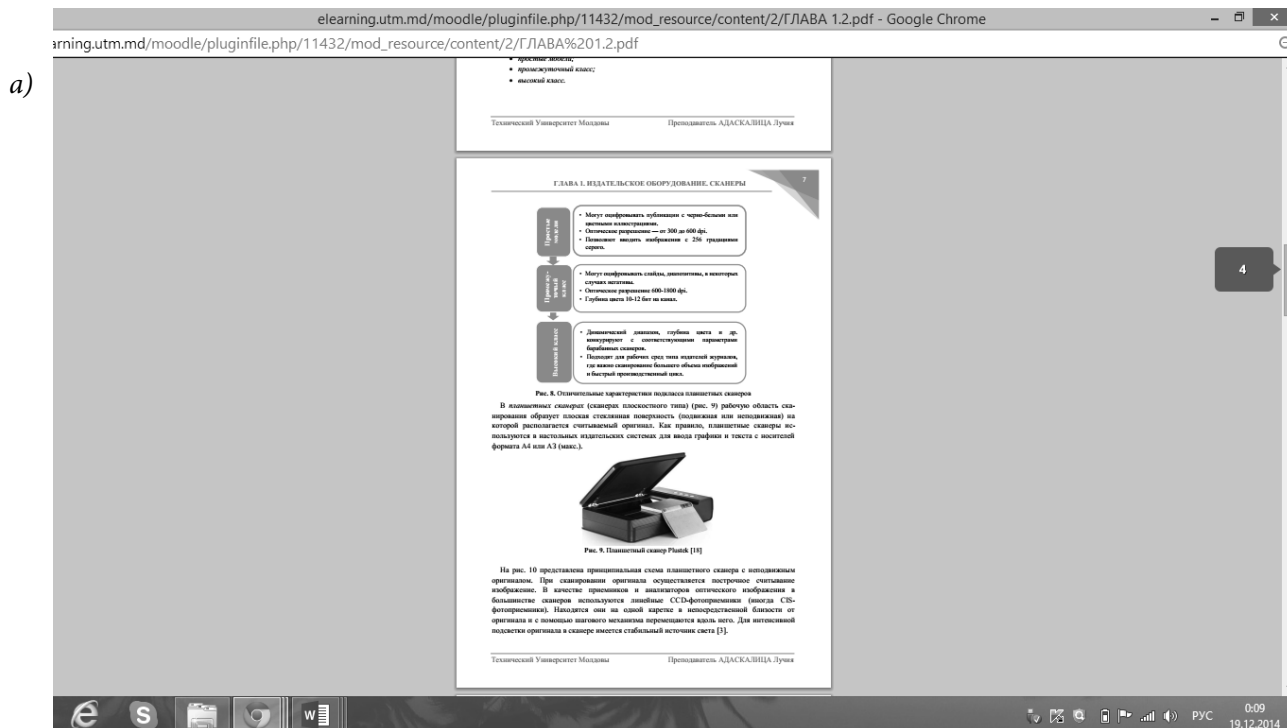 elearning.utm.md/moodle/pluginfile.php/11432/mod_resource/content/2/ГЛАВА 1.2.pdf - Google Chrome
arning.utm.md/moodle/pluginfile.php/11432/mod_resource/content/2/ГЛАВА%201.2.pdf
а)
• простые модели;
• промежуточный класс;
• высокий класс.
Технический Университет Молдовы Преподаватель АДАСКАЛИЦА Лучия
ГЛАВА 1. ИЗДАТЕЛЬСКОЕ ОБОРУДОВАНИЕ. СКАНЕРЫ
7
Простые
модели
• Могут оцифровывать публикации с черно-белыми или
цветными иллюстрациями.
• Оптическое разрешение — от 300 до 600 dpi.
• Позволяют вводить изображения с 256 градациями
серого.
Промежу-
точный
класс
• Могут оцифровывать слайды, диапозитивы, в некоторых
случаях негативы.
• Оптическое разрешение 600-1800 dpi.
• Глубина цвета 10-12 бит на канал.
Высокий класс
• Динамический диапазон, глубина цвета и др.
конкурируют с соответствующими параметрами
барабанных сканеров.
• Подходят для рабочих сред типа издателей журналов,
где важно сканирование большего объема изображений
и быстрый производственный цикл.
Рис. 8. Отличительные характеристики подкласса планшетных сканеров
В планшетных сканерах (сканерах плоскостного типа) (рис. 9) рабочую область ска-
нирования образует плоская стеклянная поверхность (подвижная или неподвижная) на
которой располагается считываемый оригинал. Как правило, планшетные сканеры ис-
пользуются в настольных издательских системах для ввода графики и текста с носителей
формата А4 или А3 (макс.).
Рис. 9. Планшетный сканер Plustek [18]
На рис. 10 представлена принципиальная схема планшетного сканера с неподвижным
оригиналом. При сканировании оригинала осуществляется построчное считывание
изображение. В качестве приемников и анализаторов оптического изображения в
большинстве сканеров используются линейные CCD-фотоприемники (иногда CIS-
фотоприемники). Находятся они на одной каретке в непосредственной близости от
оригинала и с помощью шагового механизма перемещаются вдоль него. Для интенсивной
подсветки оригинала в сканере имеется стабильный источник света [3].
Технический Университет Молдовы Преподаватель АДАСКАЛИЦА Лучия
4
РУС
0:09
19.12.2014